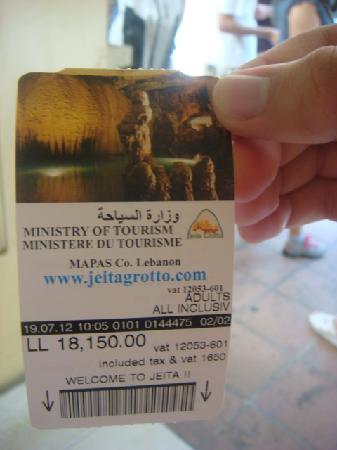 وزارة السياحة
MINISTRY OF TOURISM
MINISTERE DU TOURISME
MAPAS Co. Lebanon
www.jeitagrotto.com
vat 12053-601
ADULTS
ALL INCLUSIV
19.07.12 10:05 0101 0144475 02/02
LL 18,150.00 vat 12053-601
included tax & vat 1650
WELCOME TO JEITA !!